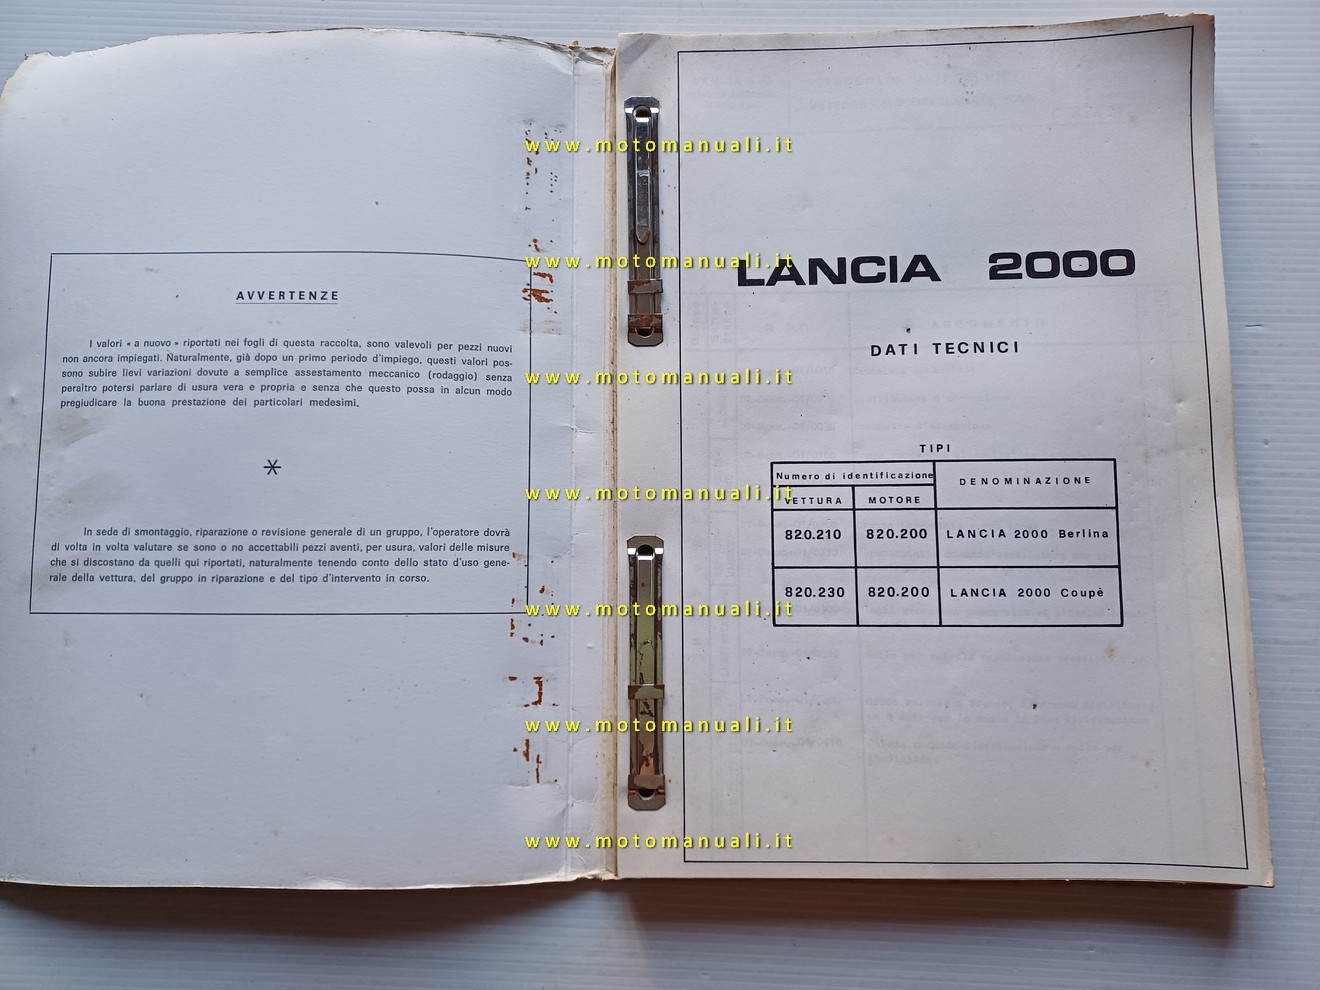 AVVERTENZE
I valori « a nuovo » riportati nei fogli di questa raccolta, sono valevoli per pezzi nuovi
non ancora impiegati. Naturalmente, già dopo un primo periodo d'impiego, questi valori pos-
sono subire lievi variazioni dovute a semplice assestamento meccanico (rodaggio) senza
peraltro potersi parlare di usura vera e propria e senza che questo possa in alcun modo
pregiudicare la buona prestazione dei particolari medesimi.
In sede di smontaggio, riparazione o revisione generale di un gruppo, l'operatore dovrà
di volta in volta valutare se sono o no accettabili pezzi aventi, per usura, valori delle misure
che si discostano da quelli qui riportati, naturalmente tenendo conto dello stato d'uso gene-
rale della vettura, del gruppo in riparazione e del tipo d'intervento in corso.
www.motomanuali.it
www.motomanuali.it
www.motomanuali.it
www.motomanuali.it
www.motomanuali.it
www.motomanuali.it
www.motomanuali.it
LANCIA 2000
DATI TECNICI
TIPI
Numero di identificazione DENOMINAZIONE
VETTURA MOTORE
820.210 820.200 LANCIA 2000 Berlina
820.230 820.200 LANCIA 2000 Coupè